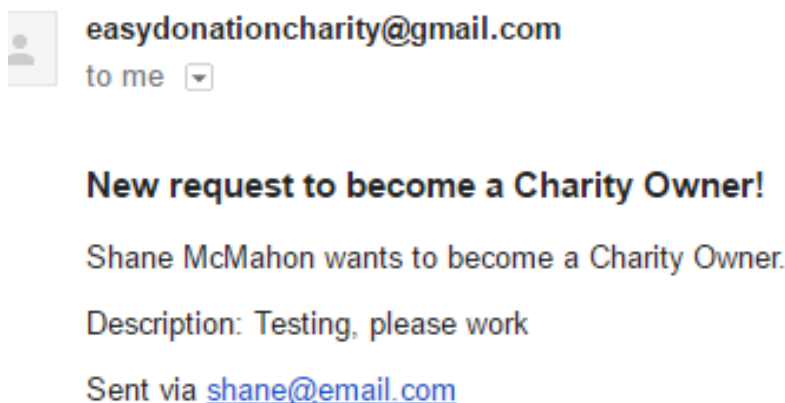 easydonationcharity@gmail.com
to me
New request to become a Charity Owner!
Shane McMahon wants to become a Charity Owner.
Description: Testing, please work
Sent via shane@email.com